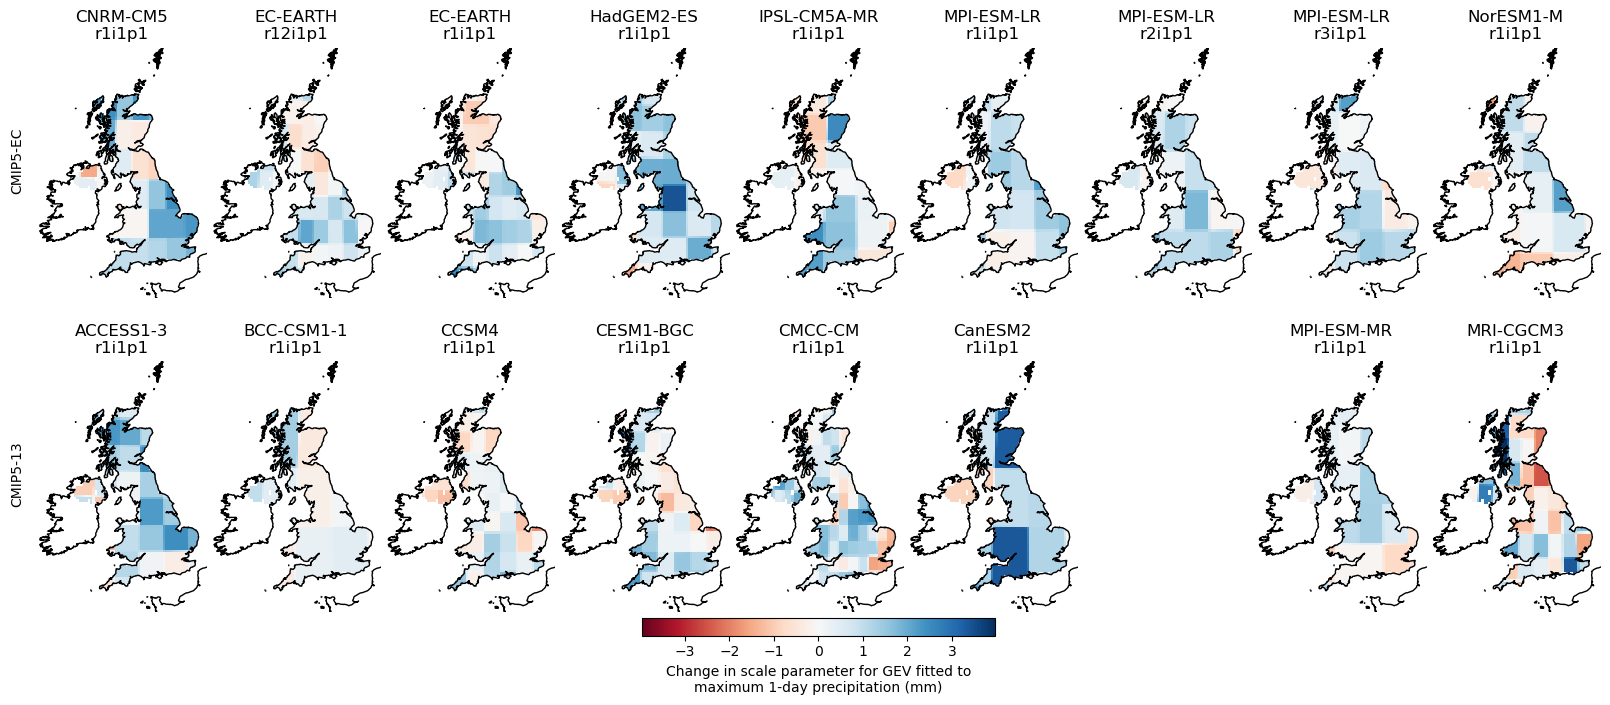 CNRM-CM5
r1i1p1
EC-EARTH
r12i1p1
EC-EARTH
r1i1p1
HadGEM2-ES
r1i1p1
IPSL-CM5A-MR
r1i1p1
MPI-ESM-LR
r1i1p1
MPI-ESM-LR
r2i1p1
MPI-ESM-LR
r3i1p1
NorESM1-M
r1i1p1
CMIP5-EC
ACCESS1-3
r1i1p1
BCC-CSM1-1
r1i1p1
CCSM4
r1i1p1
CESM1-BGC
r1i1p1
CMCC-CM
r1i1p1
CanESM2
r1i1p1
MPI-ESM-MR
r1i1p1
MRI-CGCM3
r1i1p1
CMIP5-13
−3 −2 −1 0 1 2 3
Change in scale parameter for GEV fitted to
maximum 1-day precipitation (mm)